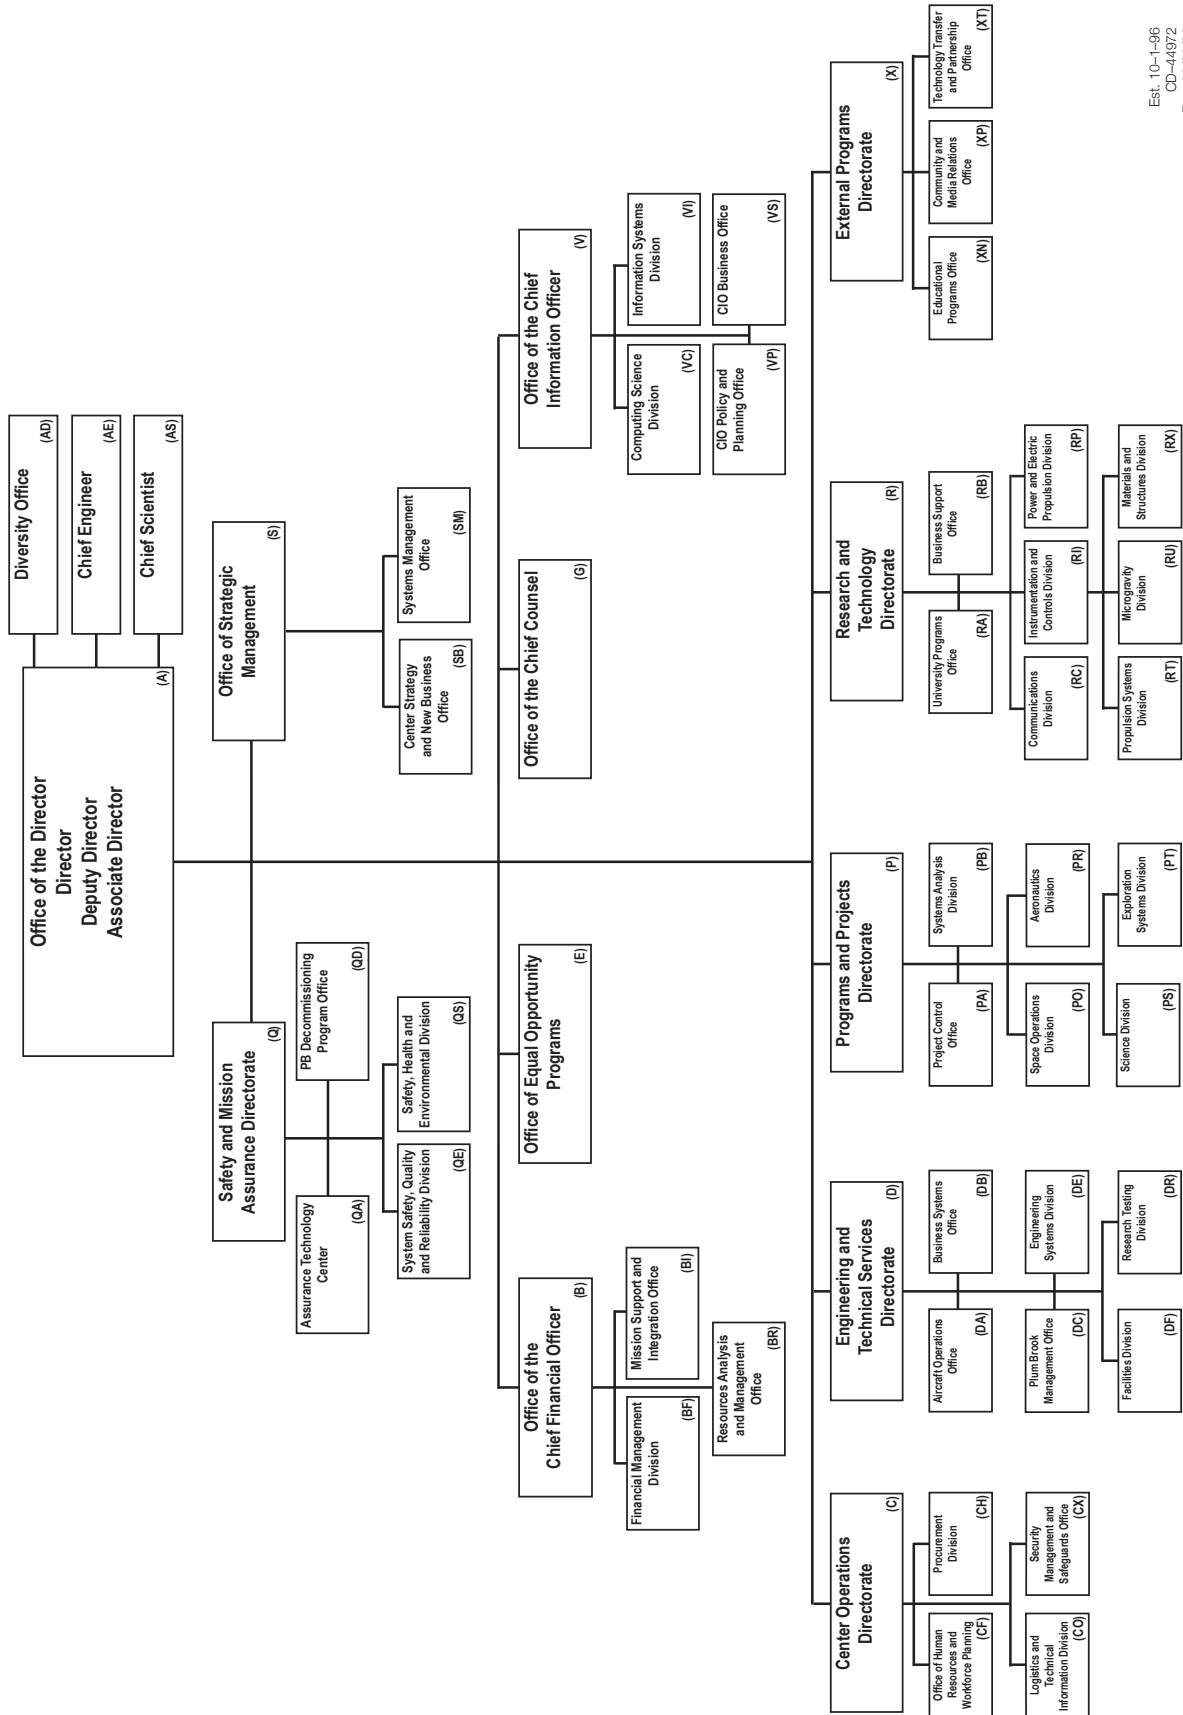 Office of the Director
Director
Deputy Director
Associate Director
(A)
Diversity Office
(AD)
Chief Engineer
(AE)
Chief Scientist
(AS)
Safety and Mission
Assurance Directorate
(Q)
Assurance Technology
Center
(QA)
PB Decommissioning
Program Office
(QD)
System Safety, Quality
and Reliability Division
(QE)
Safety, Health and
Environmental Division
(QS)
Office of Strategic
Management
(S)
Center Strategy
and New Business
Office
(SB)
Systems Management
Office
(SM)
Office of the
Chief Financial Officer
(B)
Financial Management
Division
(BF)
Mission Support and
Integration Office
(BI)
Resources Analysis
and Management
Office
(BR)
Office of Equal Opportunity
Programs
(E)
Office of the Chief Counsel
(G)
Office of the Chief
Information Officer
(V)
Computing Science
Division
(VC)
Information Systems
Division
(VI)
CIO Policy and
Planning Office
(VP)
CIO Business Office
(VS)
Center Operations
Directorate
(C)
Office of Human
Resources and
Workforce Planning
(CF)
Procurement
Division
(CH)
Logistics and
Technical
Information Division
(CO)
Security
Management and
Safeguards Office
(CX)
Engineering and
Technical Services
Directorate
(D)
Aircraft Operations
Office
(DA)
Business Systems
Office
(DB)
Plum Brook
Management Office
(DC)
Engineering
Systems Division
(DE)
Facilities Division
(DF)
Research Testing
Division
(DR)
Programs and Projects
Directorate
(P)
Project Control
Office
(PA)
Systems Analysis
Division
(PB)
Space Operations
Division
(PO)
Aeronautics
Division
(PR)
Science Division
(PS)
Exploration
Systems Division
(PT)
Research and
Technology
Directorate
(R)
University Programs
Office
(RA)
Business Support
Office
(RB)
Communications
Division
(RC)
Instrumentation and
Controls Division
(RI)
Power and Electric
Propulsion Division
(RP)
Propulsion Systems
Division
(RT)
Microgravity
Division
(RU)
Materials and
Structures Division
(RX)
External Programs
Directorate
(X)
Educational
Programs Office
(XN)
Community and
Media Relations
Office
(XP)
Technology Transfer
and Partnership
Office
(XT)
Est. 10–1–96
CD–44972